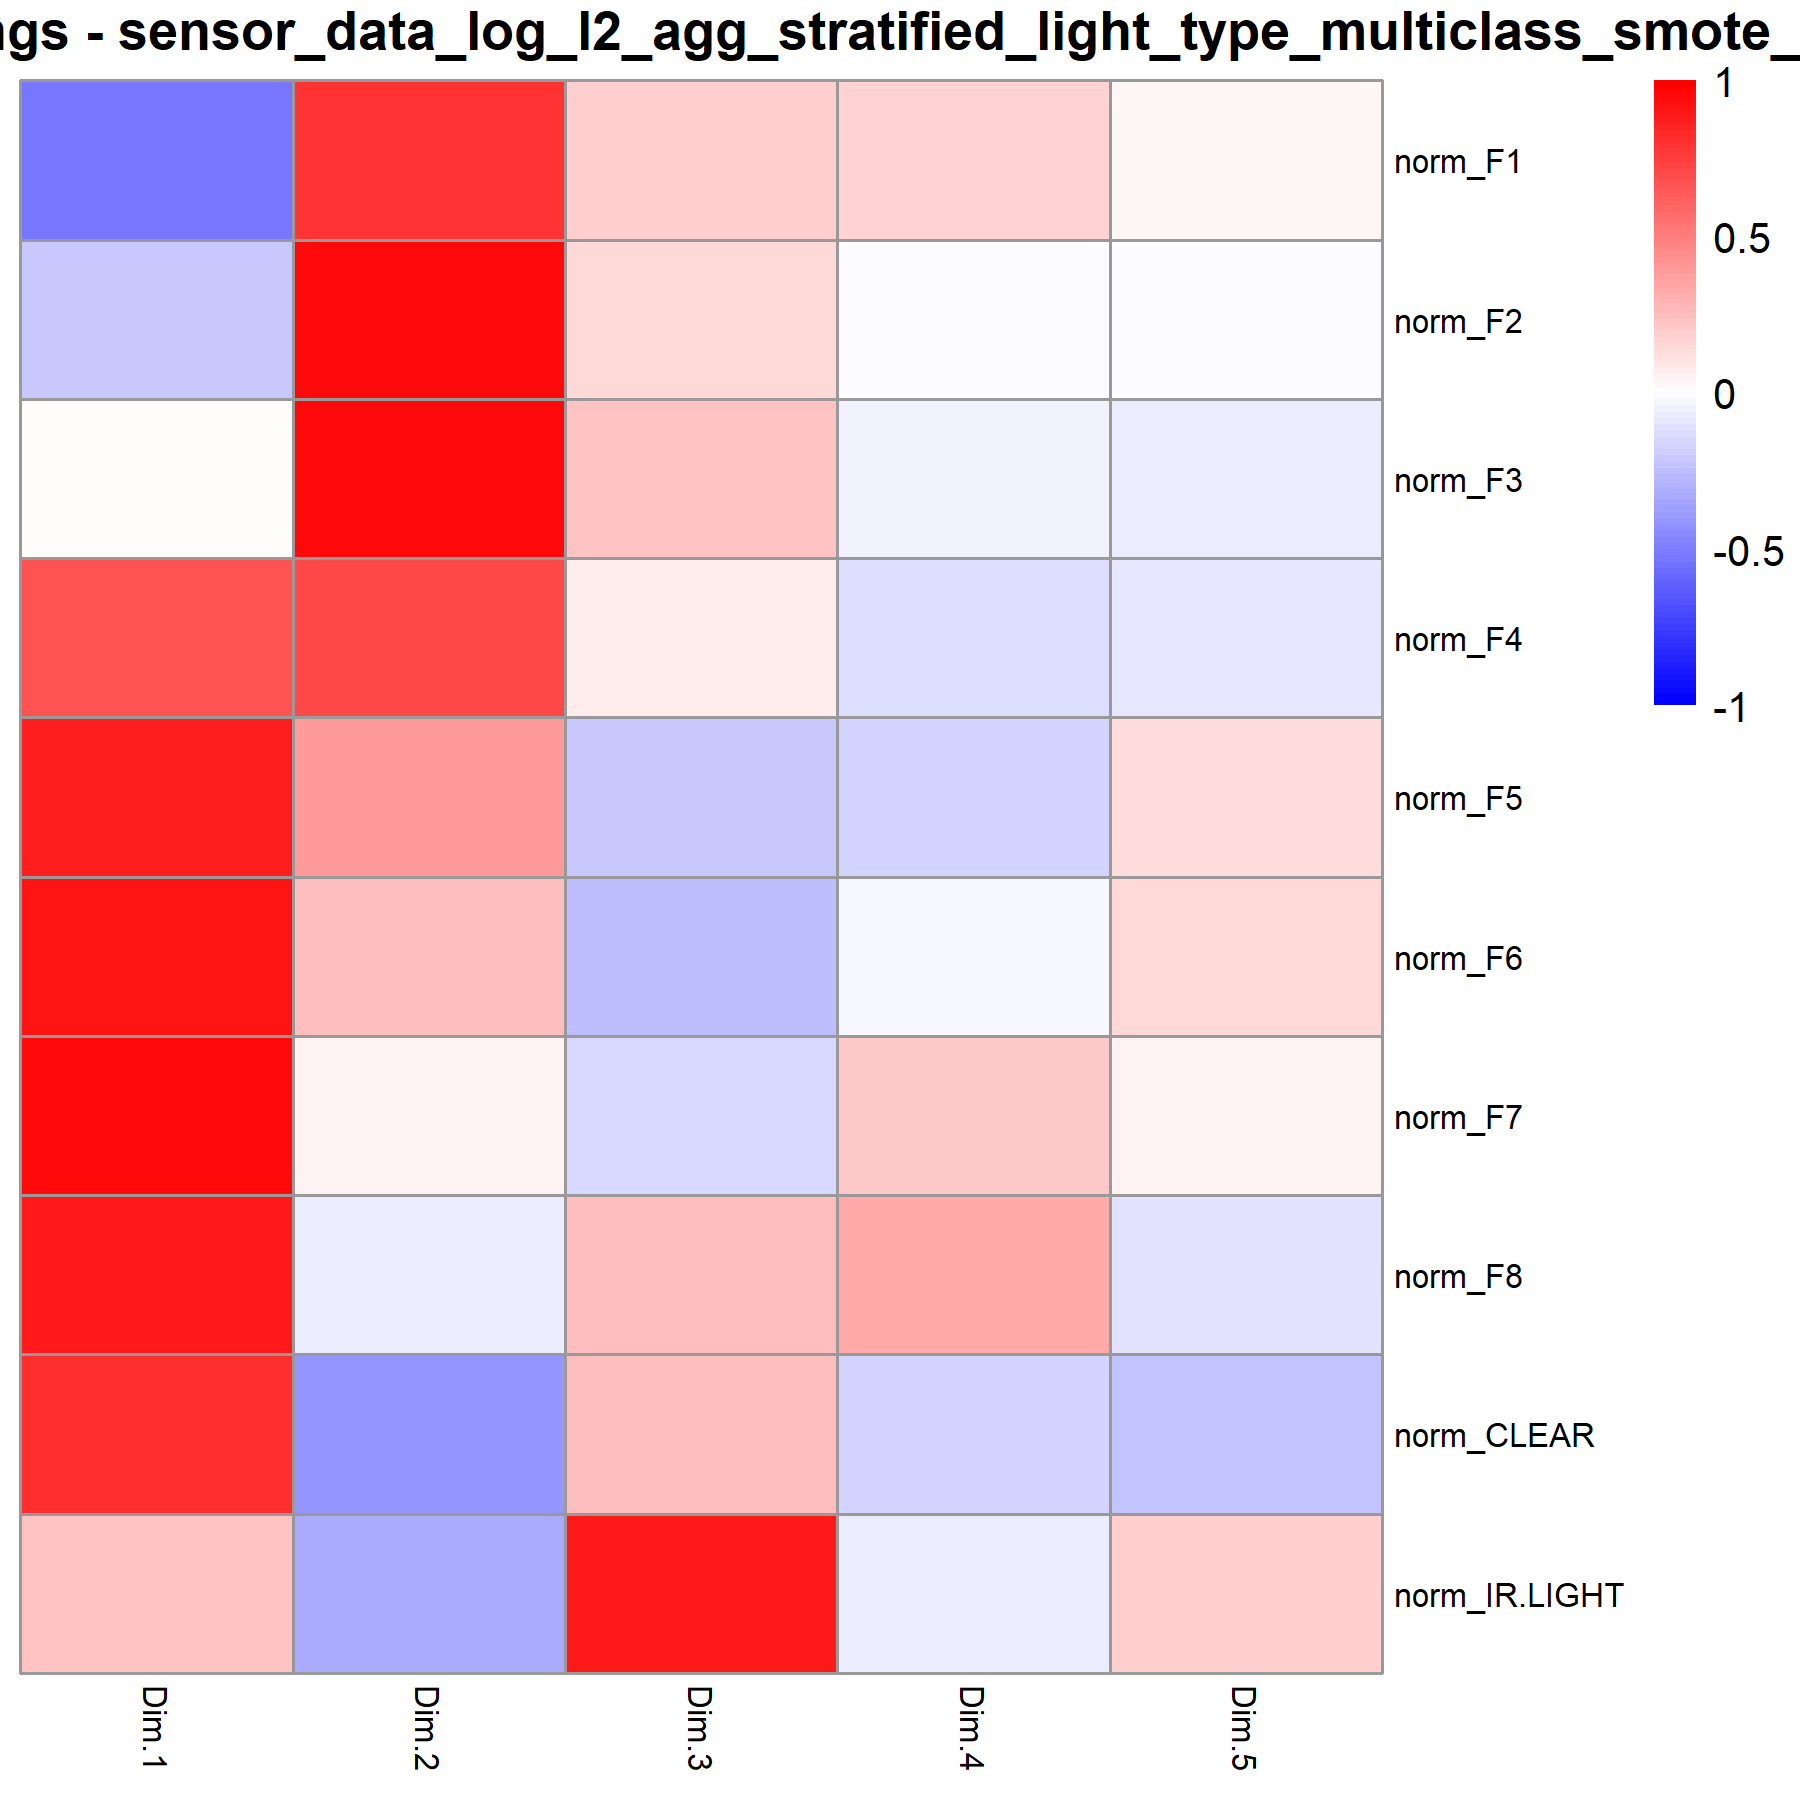 ngs - sensor_data_log_l2_agg_stratified_light_type_multiclass_smote_
1
0.5
0
-0.5
-1
norm_F1
norm_F2
norm_F3
norm_F4
norm_F5
norm_F6
norm_F7
norm_F8
norm_CLEAR
norm_IR.LIGHT
Dim.1
Dim.2
Dim.3
Dim.4
Dim.5